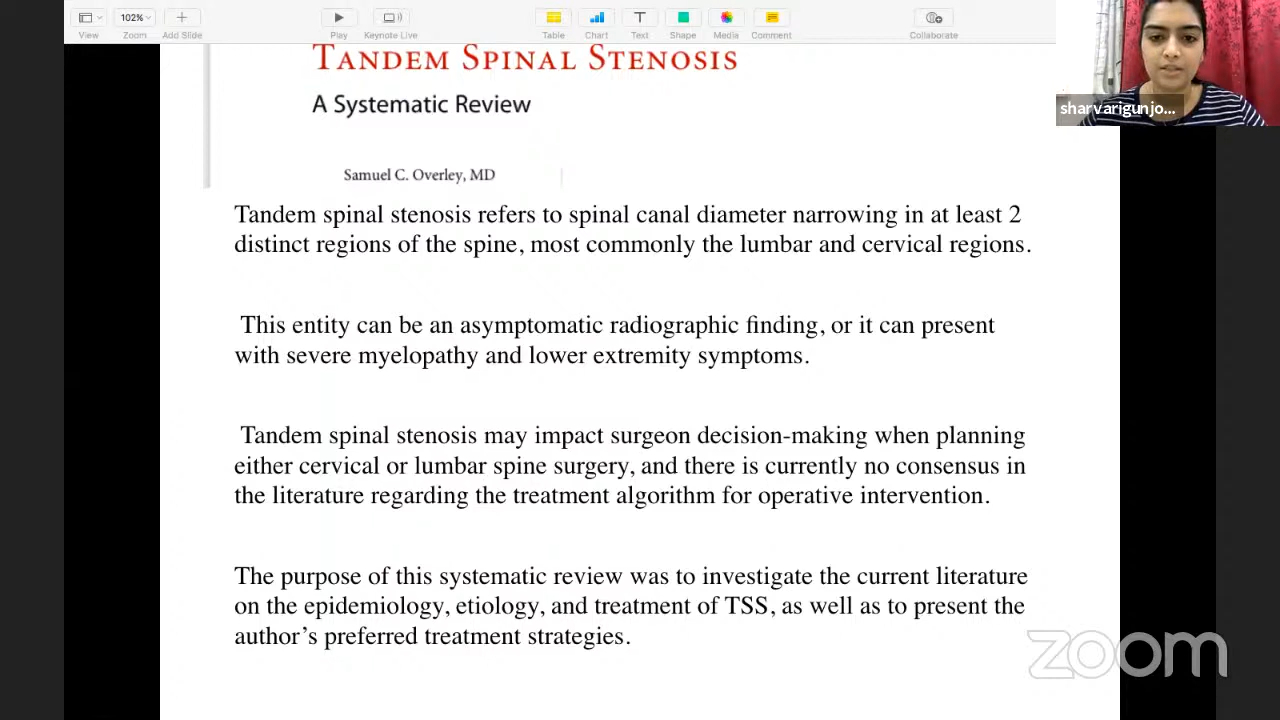 102%
View
Zoom
Add Slide
Play
Keynote Live
Table
Chart
Text
Shape
Media
Comment
Collaborate
sharvarigunjo...
TANDEM SPINAL STENOSIS
A Systematic Review
Samuel C. Overley, MD
Tandem spinal stenosis refers to spinal canal diameter narrowing in at least 2
distinct regions of the spine, most commonly the lumbar and cervical regions.
This entity can be an asymptomatic radiographic finding, or it can present
with severe myelopathy and lower extremity symptoms.
Tandem spinal stenosis may impact surgeon decision-making when planning
either cervical or lumbar spine surgery, and there is currently no consensus in
the literature regarding the treatment algorithm for operative intervention.
The purpose of this systematic review was to investigate the current literature
on the epidemiology, etiology, and treatment of TSS, as well as to present the
author’s preferred treatment strategies.
zoom